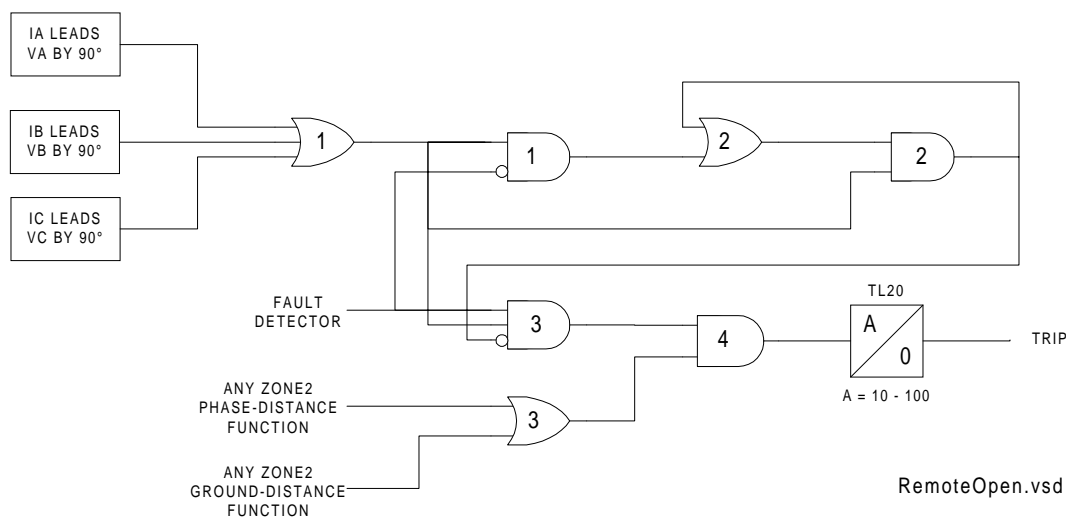 IA LEADS
VA BY 90°
IB LEADS
VB BY 90°
IC LEADS
VC BY 90°
1
1
2
2
FAULT
DETECTOR
3
4
TL20
A
0
TRIP
A = 10 - 100
ANY ZONE2
PHASE-DISTANCE
FUNCTION
3
ANY ZONE2
GROUND-DISTANCE
FUNCTION
RemoteOpen.vsd